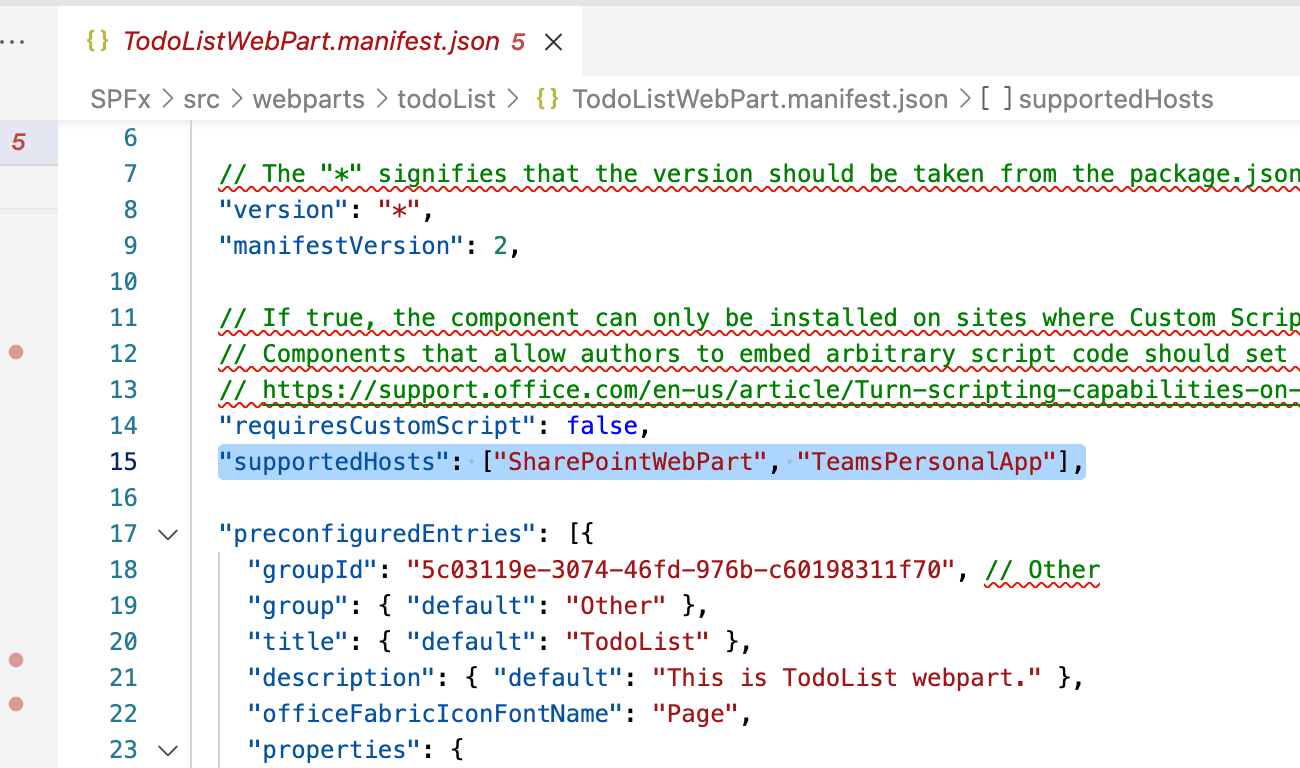 ...
TodoListWebPart.manifest.json 5
SPFx > src > webparts > todoList > {} TodoListWebPart.manifest.json > [ ] supportedHosts
5
6
7 // The "*" signifies that the version should be taken from the package.json
8 "version": "*",
9 "manifestVersion": 2,
10
11 // If true, the component can only be installed on sites where Custom Scrip
12 // Components that allow authors to embed arbitrary script code should set
13 // https://support.office.com/en-us/article/Turn-scripting-capabilities-on-
14 "requiresCustomScript": false,
15 "supportedHosts": ["SharePointWebPart", "TeamsPersonalApp"],
16
17 "preconfiguredEntries": [{
18 "groupId": "5c03119e-3074-46fd-976b-c60198311f70", // Other
19 "group": { "default": "Other" },
20 "title": { "default": "TodoList" },
21 "description": { "default": "This is TodoList webpart." },
22 "officeFabricIconFontName": "Page",
23 "properties": {